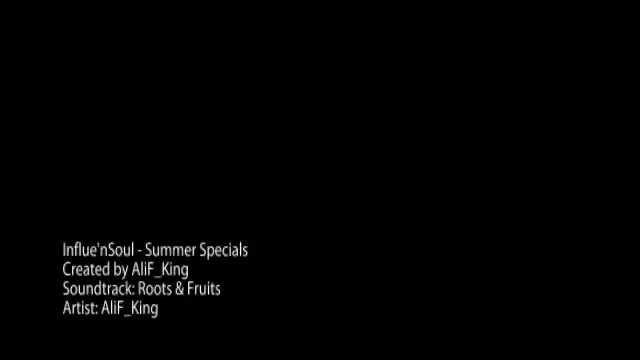 Influe'nSoul - Summer Specials
Created by AliF_King
Soundtrack: Roots & Fruits
Artist: AliF_King